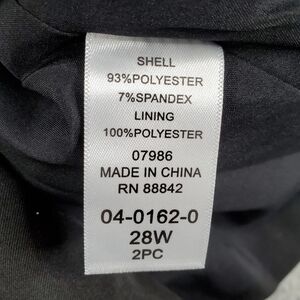 SHELL
93%POLYESTER
7%SPANDEX
LINING
100%POLYESTER
07986
MADE IN CHINA
RN 88842
04-0162-0
28W
2PC